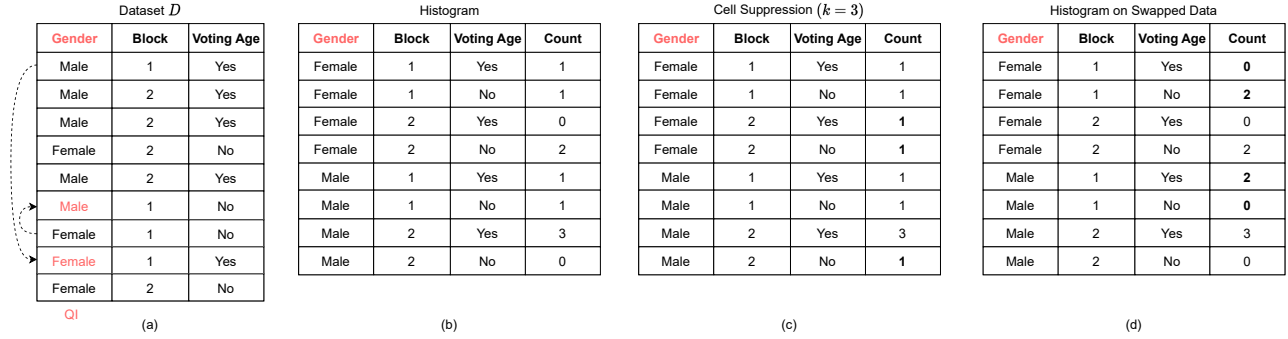 Dataset D
Gender Block Voting Age
Male 1 Yes
Male 2 Yes
Male 2 Yes
Female 2 No
Male 2 Yes
Male 1 No
Female 1 No
Female 1 Yes
Female 2 No
QI
(a)
Histogram
Gender Block Voting Age Count
Female 1 Yes 1
Female 1 No 1
Female 2 Yes 0
Female 2 No 2
Male 1 Yes 1
Male 1 No 1
Male 2 Yes 3
Male 2 No 0
(b)
Cell Suppression (k = 3)
Gender Block Voting Age Count
Female 1 Yes 1
Female 1 No 1
Female 2 Yes 1
Female 2 No 1
Male 1 Yes 1
Male 1 No 1
Male 2 Yes 3
Male 2 No 1
(c)
Histogram on Swapped Data
Gender Block Voting Age Count
Female 1 Yes 0
Female 1 No 2
Female 2 Yes 0
Female 2 No 2
Male 1 Yes 2
Male 1 No 0
Male 2 Yes 3
Male 2 No 0
(d)